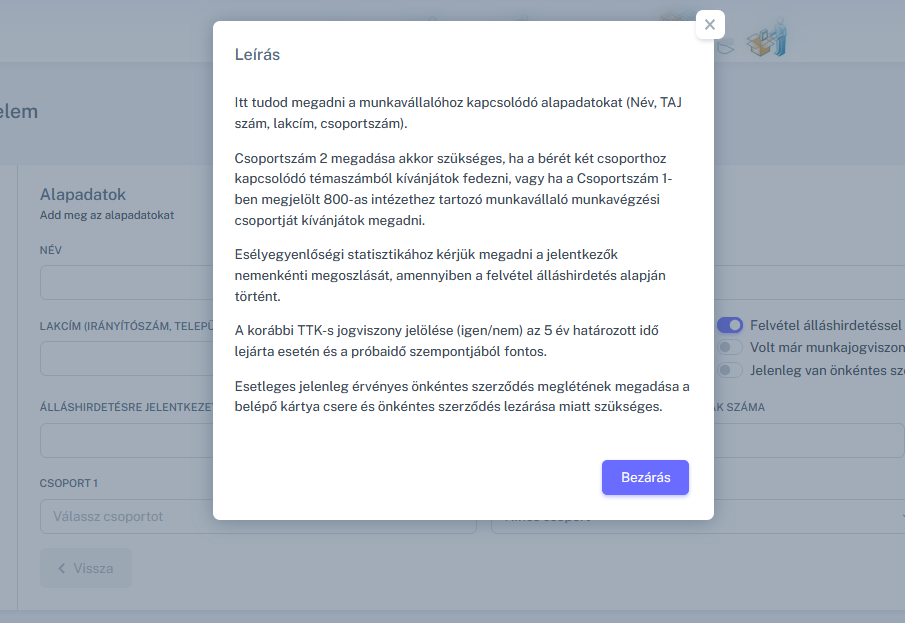 Leírás
Itt tudod megadni a munkavállalóhoz kapcsolódó alapadatokat (Név, TAJ
szám, lakcím, csoportszám).
Csoportszám 2 megadása akkor szükséges, ha a bérét két csoporthoz
kapcsolódó témaszámból kívánjátok fedezni, vagy ha a Csoportszám 1-
ben megjelölt 800-as intézethez tartozó munkavállaló munkavégzési
csoportját kívánjátok megadni.
Esélyegyenlőségi statisztikához kérjük megadni a jelentkezők
nemenkénti megoszlását, amennyiben a felvétel álláshirdetés alapján
történt.
A korábbi TTK-s jogviszony jelölése (igen/nem) az 5 év határozott idő
lejárta esetén és a próbaidő szempontjából fontos.
Esetleges jelenleg érvényes önkéntes szerződés meglétének megadása a
belépő kártya csere és önkéntes szerződés lezárása miatt szükséges.
Bezárás
elem
Alapadatok
Add meg az alapadatokat
NÉV
LAKCÍM (IRÁNYÍTÓSZÁM, TELEPÜ
Felvétel álláshirdetéssel
Volt már munkajogviszon
Jelenleg van önkéntes sz
ÁLLÁSHIRDETÉSRE JELENTKEZET
AK SZÁMA
CSOPORT 1
Válassz csoportot
Vissza